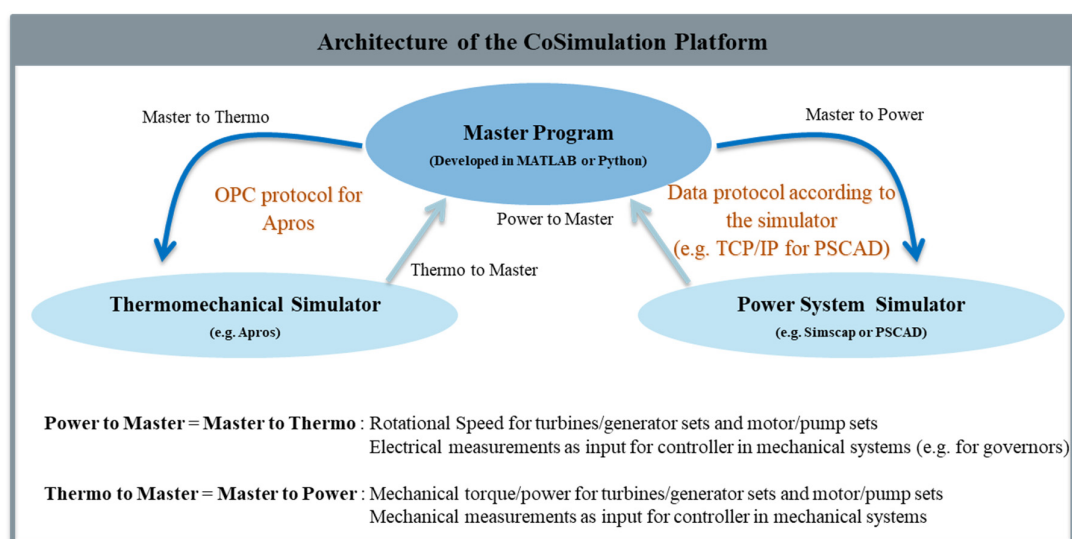 Architecture of the CoSimulation Platform
Master to Thermo
Master to Power
Master Program
(Developed in MATLAB or Python)
OPC protocol for
Apros
Data protocol according to
the simulator
(e.g. TCP/IP for PSCAD)
Power to Master
Thermo to Master
Thermomechanical Simulator
(e.g. Apros)
Power System Simulator
(e.g. Simscap or PSCAD)
Power to Master = Master to Thermo : Rotational Speed for turbines/generator sets and motor/pump sets
Electrical measurements as input for controller in mechanical systems (e.g. for governors)
Thermo to Master = Master to Power : Mechanical torque/power for turbines/generator sets and motor/pump sets
Mechanical measurements as input for controller in mechanical systems